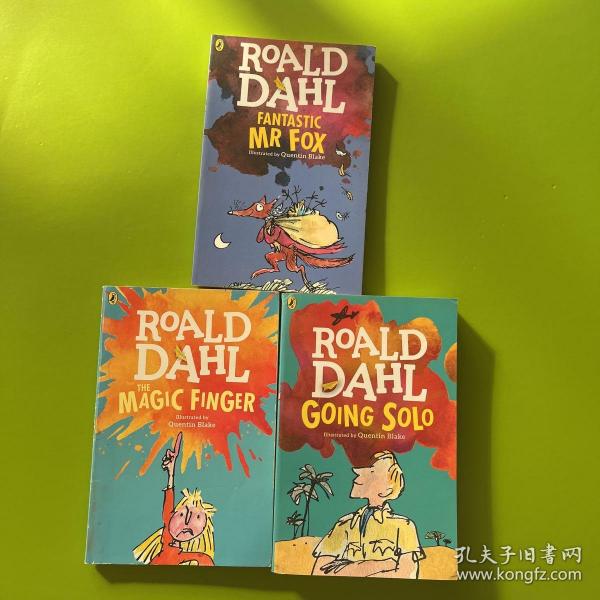 ROALD
DAHL
FANTASTIC
MR FOX
Illustrated by Quentin Blake
ROALD
DAHL
THE
MAGIC FINGER
Illustrated by
Quentin Blake
ROALD
DAHL
GOING SOLO
Illustrated by Quentin Blake
孔夫子旧书网
www.kongfz.com